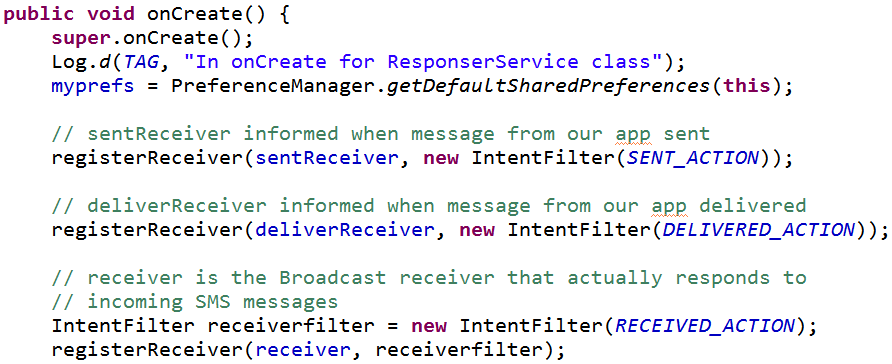 public void onCreate() {
super.onCreate();
Log.d(TAG, "In onCreate for ResponserService class");
myprefs = PreferenceManager.getDefaultSharedPreferences(this);
// sentReceiver informed when message from our app sent
registerReceiver(sentReceiver, new IntentFilter(SENT_ACTION));
// deliverReceiver informed when message from our app delivered
registerReceiver(deliverReceiver, new IntentFilter(DELIVERED_ACTION));
// receiver is the Broadcast receiver that actually responds to
// incoming SMS messages
IntentFilter receiverfilter = new IntentFilter(RECEIVED_ACTION);
registerReceiver(receiver, receiverfilter);